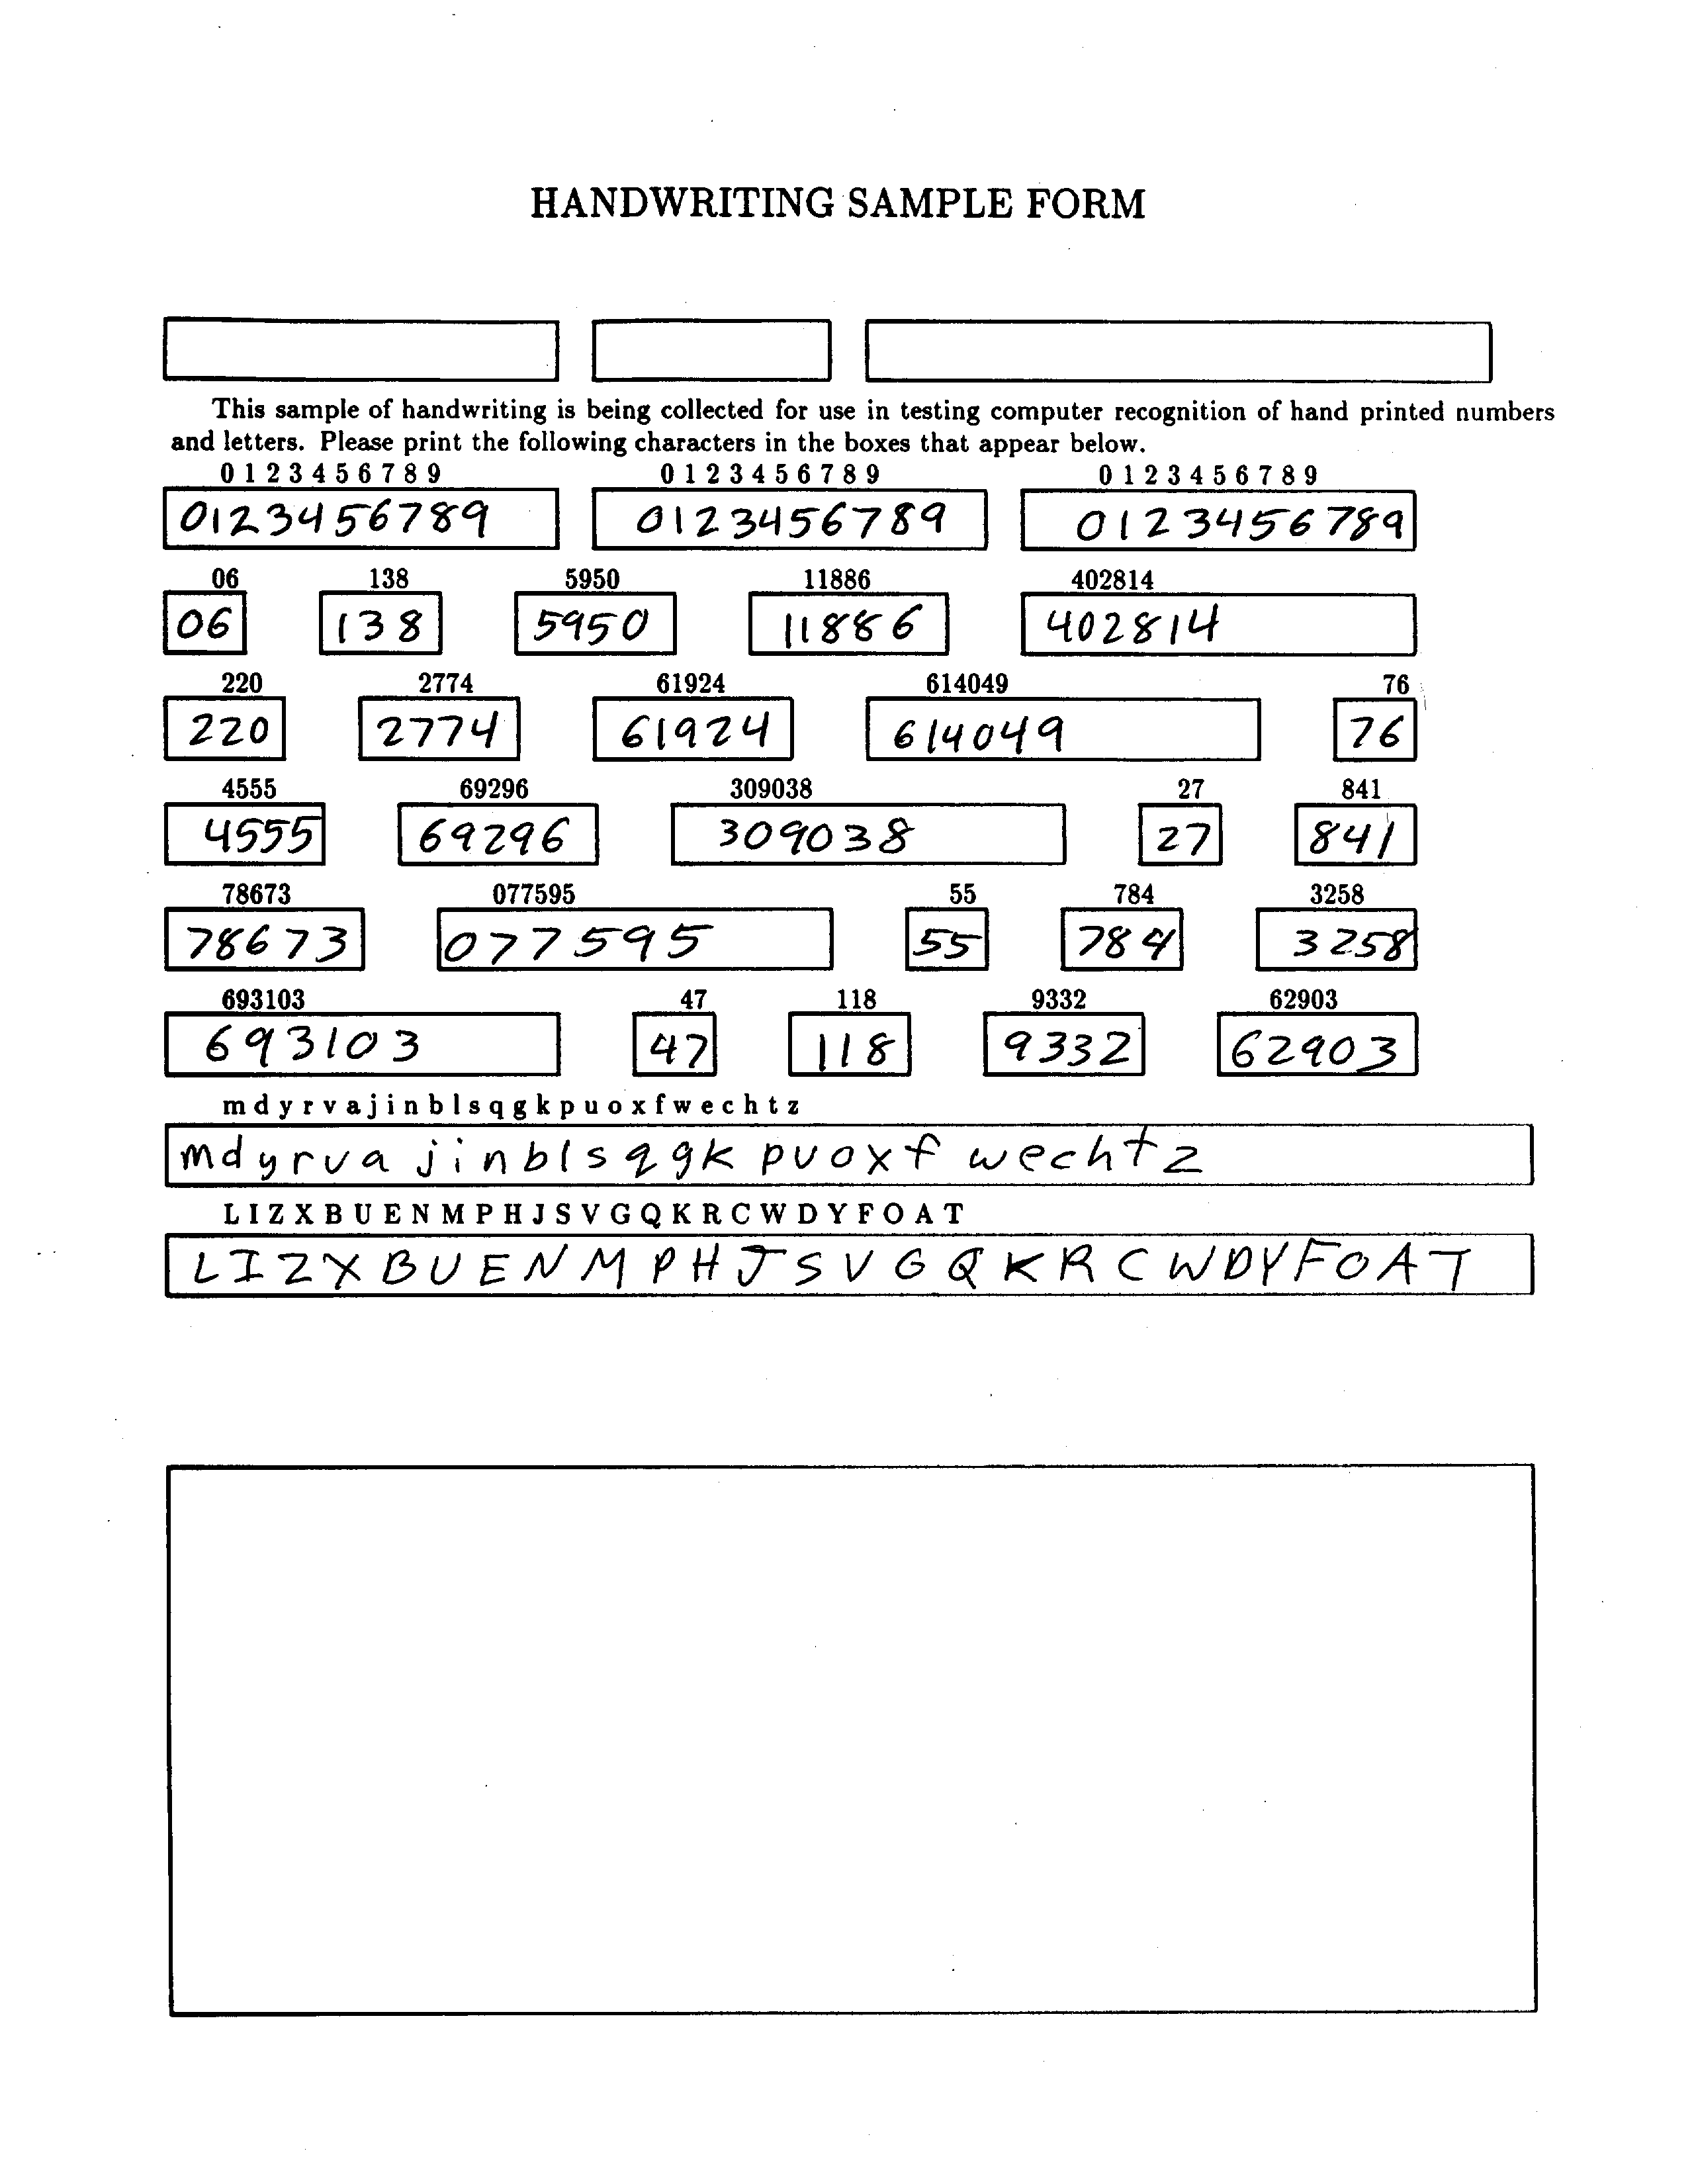 HANDWRITING SAMPLE FORM
This sample of handwriting is being collected for use in testing computer recognition of hand printed numbers
and letters. Please print the following characters in the boxes that appear below.
0 1 2 3 4 5 6 7 8 9 0 1 2 3 4 5 6 7 8 9 0 1 2 3 4 5 6 7 8 9
0123456789 0123456789 0123456789
06 138 5950 11886 402814
06 138 5950 11886 402814
220 2774 61924 614049 76
220 2774 61924 614049 76
4555 69296 309038 27 841
4555 69296 309038 27 841
78673 077595 55 784 3258
78673 077595 55 784 3258
693103 47 118 9332 62903
693103 47 118 9332 62903
m d y r v a j i n b l s q g k p u o x f w e c h t z
m d y r v a j i n b l s q g k p u o x f w e c h t z
L I Z X B U E N M P H J S V G Q K R C W D Y F O A T
L I Z X B U E N M P H J S V G Q K R C W D Y F O A T